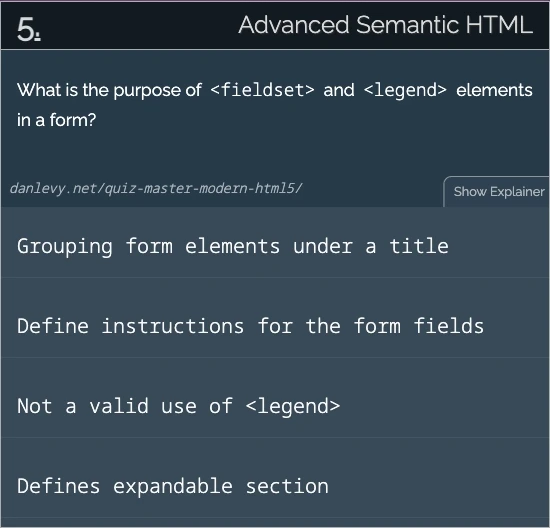 5.
Advanced Semantic HTML
What is the purpose of <fieldset> and <legend> elements
in a form?
danlevy.net/quiz-master-modern-html5/
Show Explainer
Grouping form elements under a title
Define instructions for the form fields
Not a valid use of <legend>
Defines expandable section